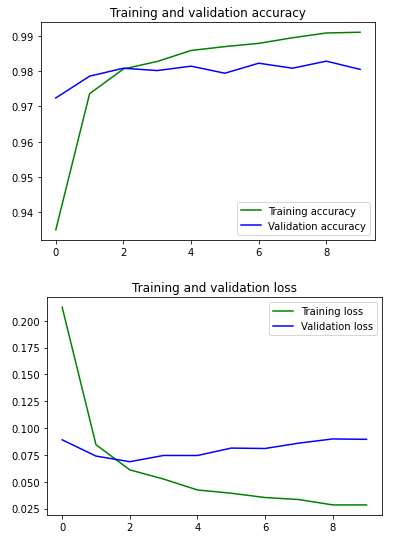 Training and validation accuracy
0.99
0.98
0.97
0.96
0.95
0.94
Training accuracy
Validation accuracy
0 2 4 6 8
Training and validation loss
0.200
0.175
0.150
0.125
0.100
0.075
0.050
0.025
Training loss
Validation loss
0 2 4 6 8